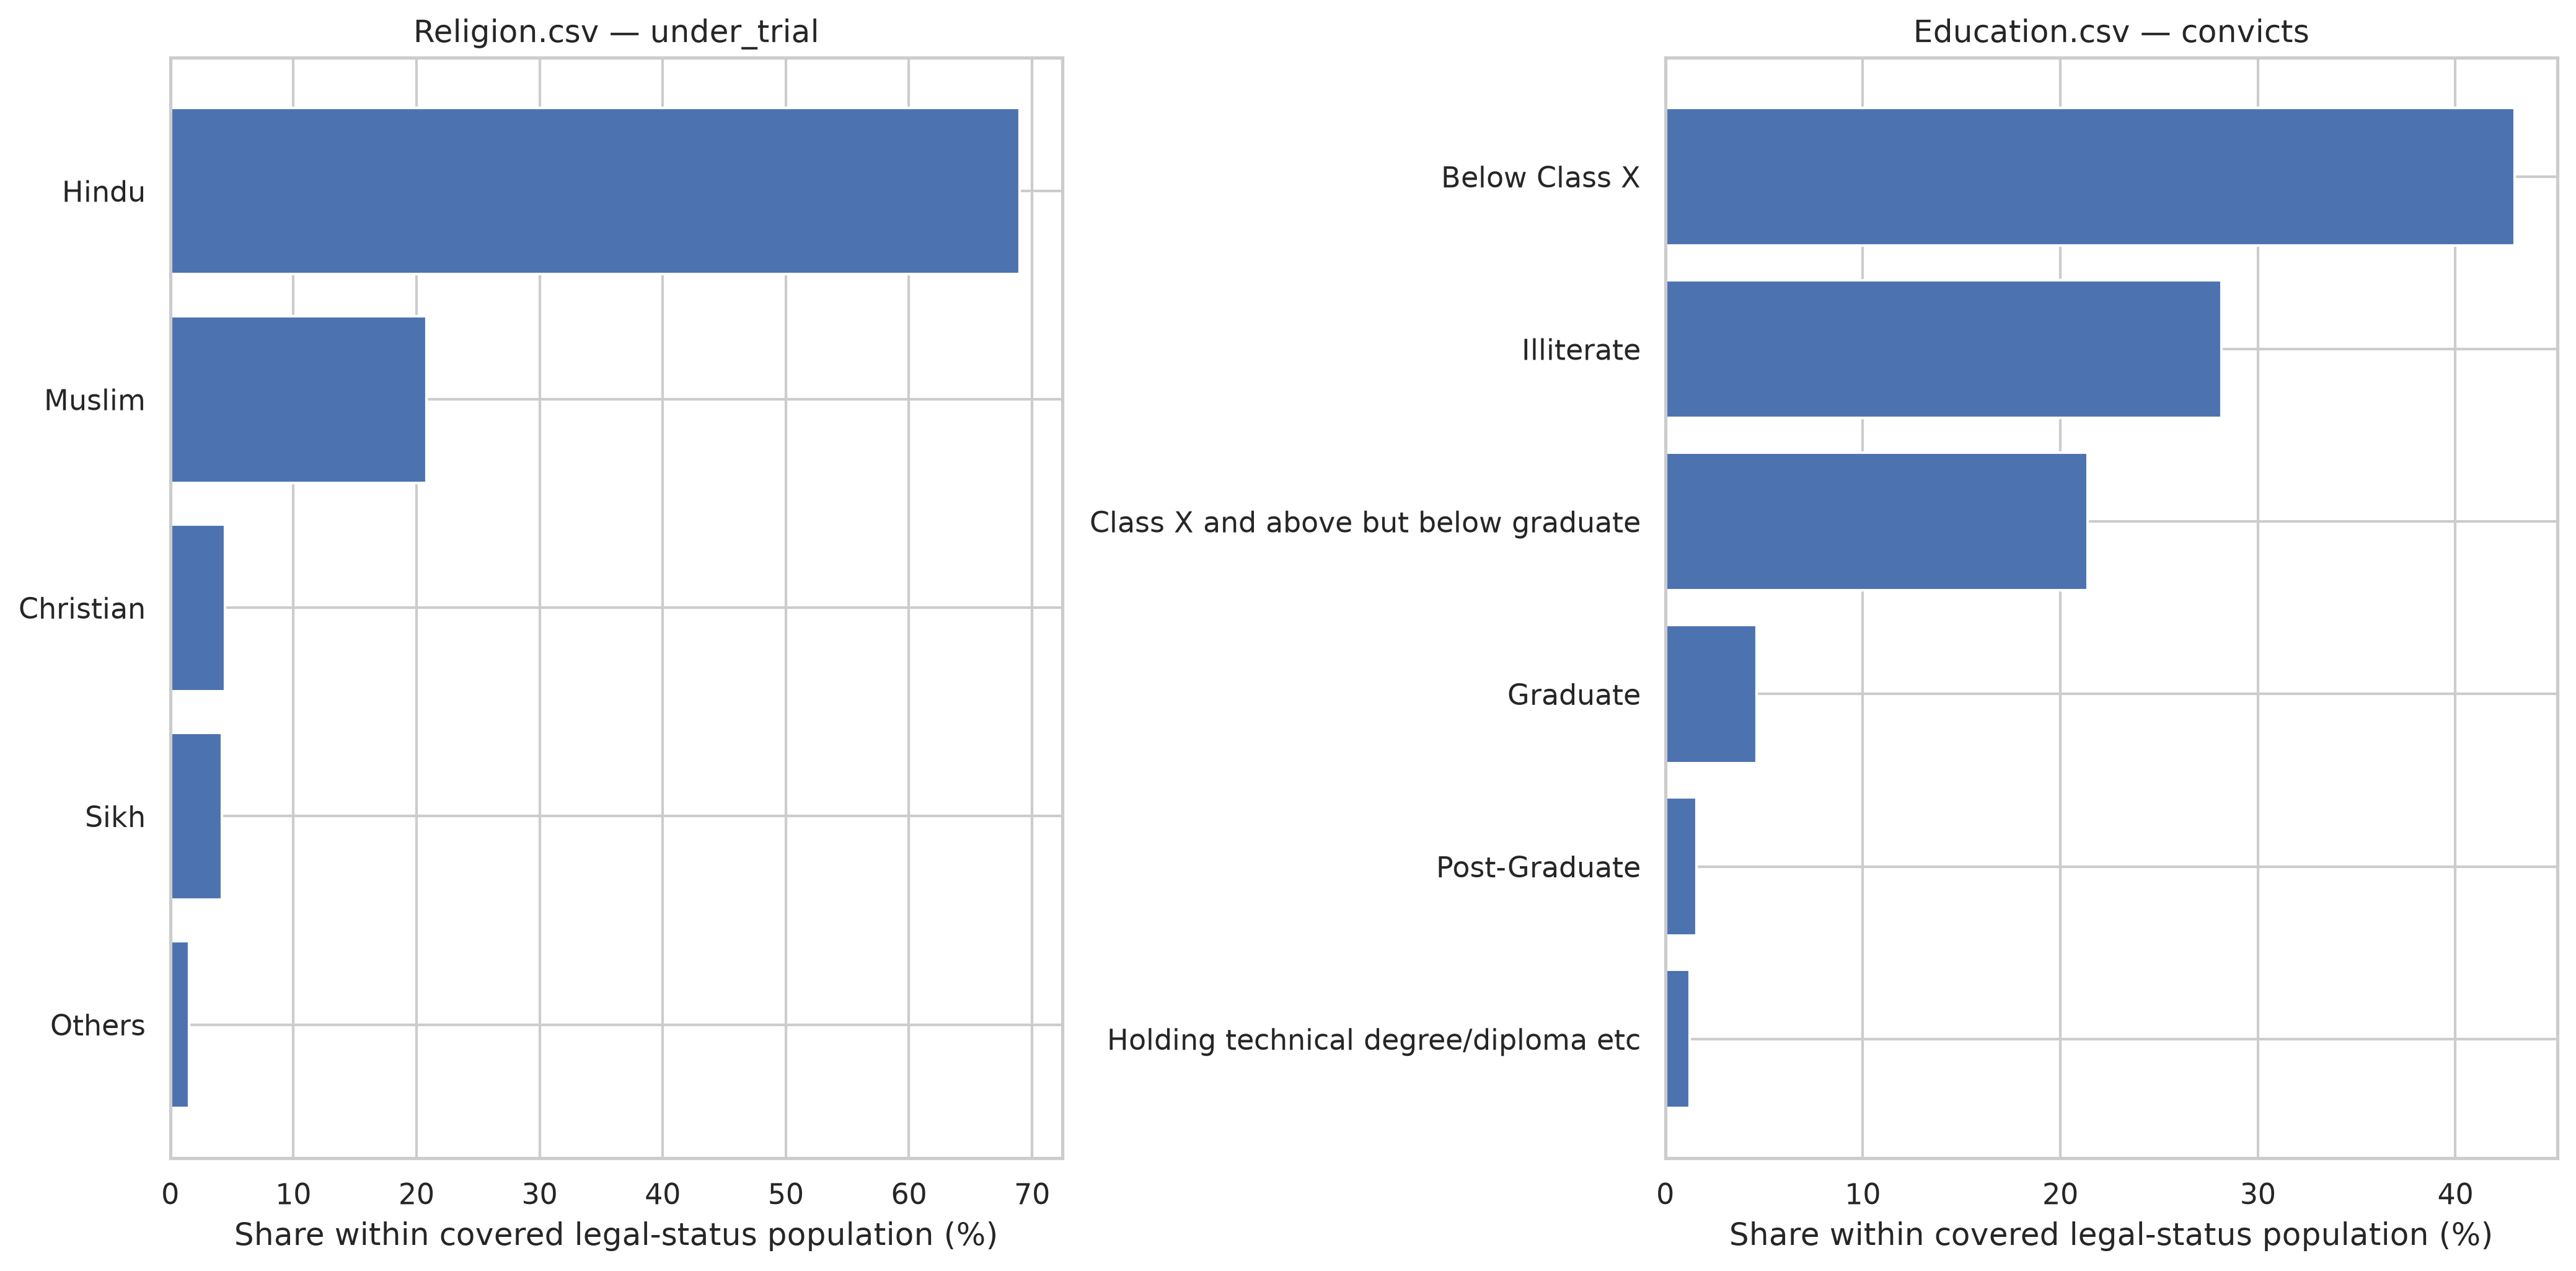 Religion.csv — under_trial
Hindu
Muslim
Christian
Sikh
Others
0 10 20 30 40 50 60 70
Share within covered legal-status population (%)
Education.csv — convicts
Below Class X
Illiterate
Class X and above but below graduate
Graduate
Post-Graduate
Holding technical degree/diploma etc
0 10 20 30 40
Share within covered legal-status population (%)